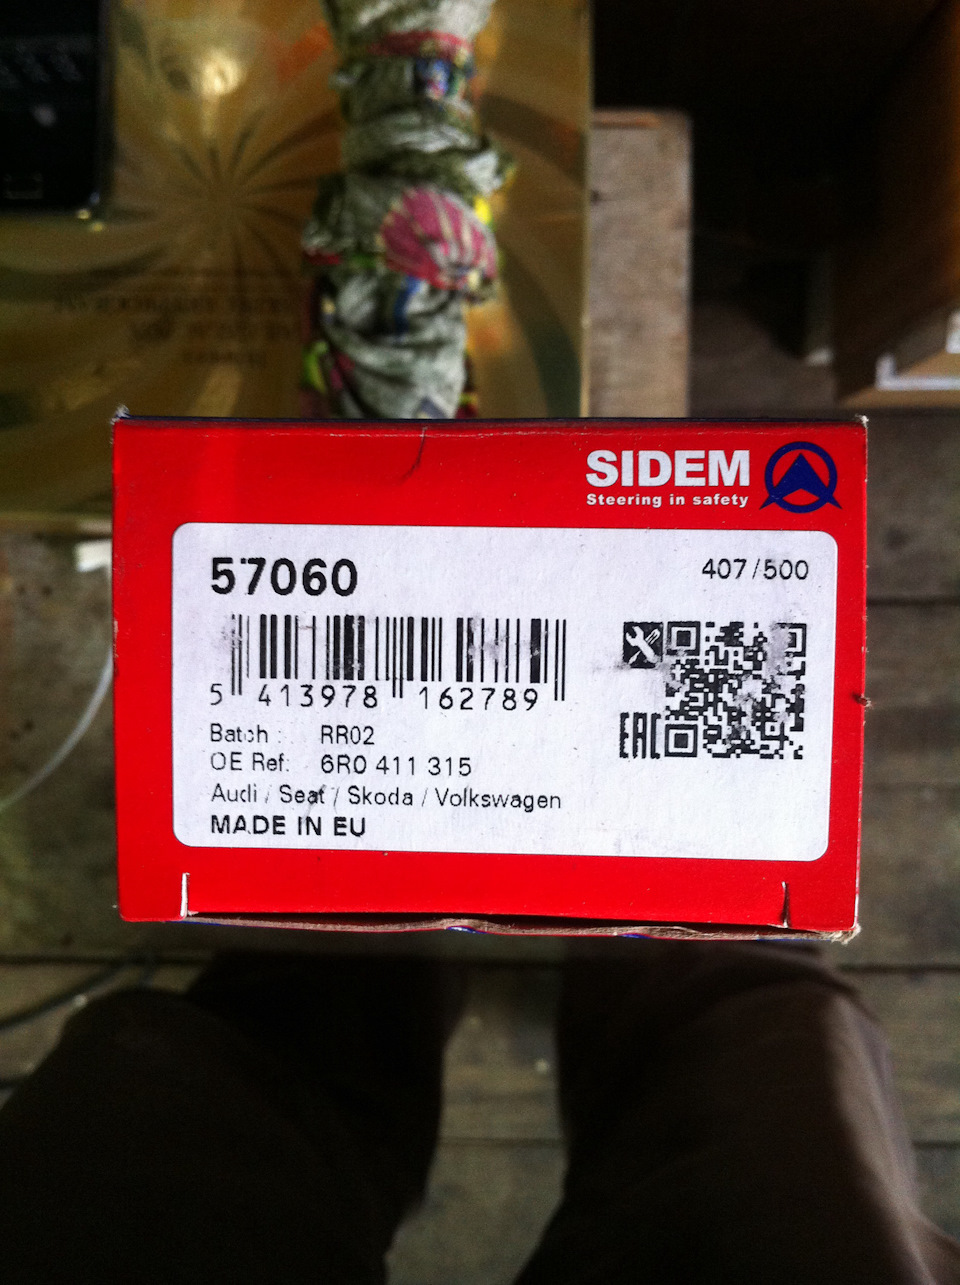 SIDEM
Steering in safety
57060
407/500
5 413978 162789
EAC
Batch : RR02
OE Ref: 6R0 411 315
Audi / Seat / Skoda / Volkswagen
MADE IN EU